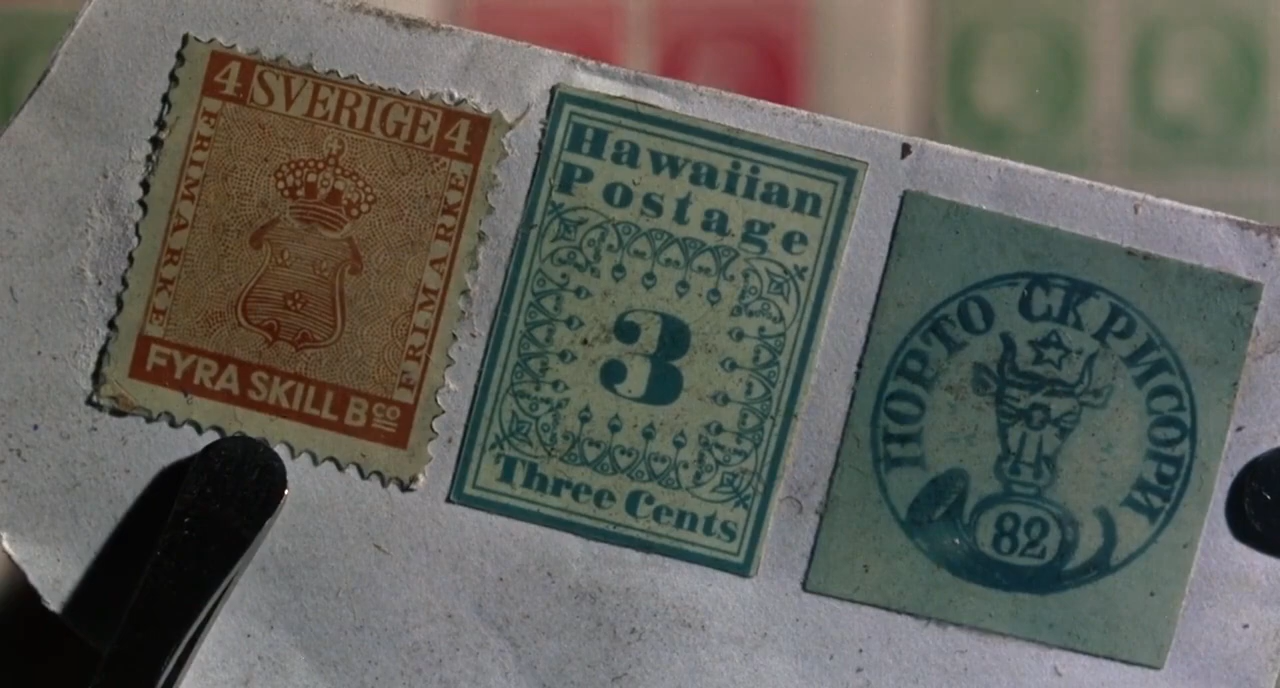 4 SVERIGE 4
FRIMARKE
FRIMARKE
FYRA SKILL Bco
Hawaiian
Postage
3
Three Cents
ПОРТО СКРИСОРИ
82